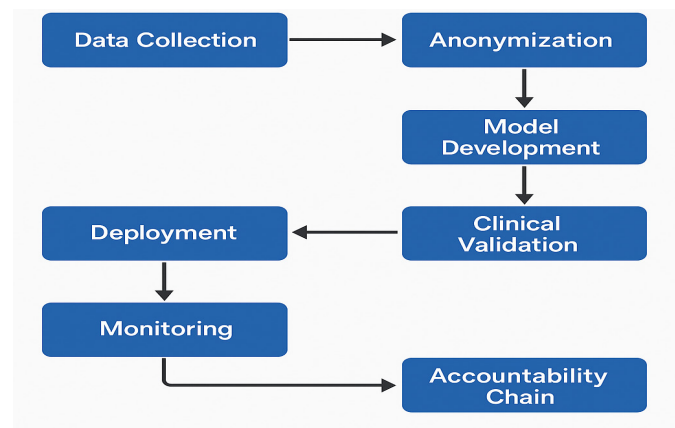 Data Collection
Anonymization
Model
Development
Clinical
Validation
Deployment
Monitoring
Accountability
Chain